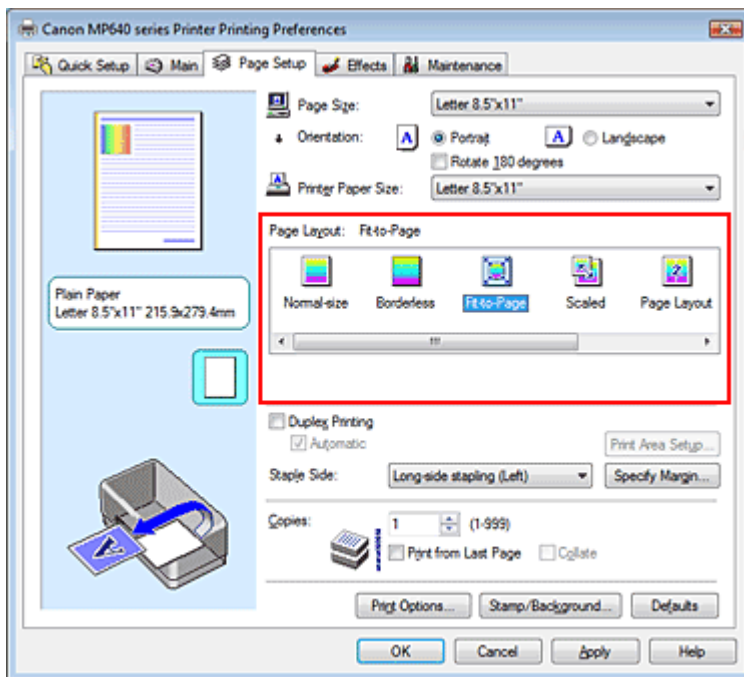 Canon MP640 series Printer Printing Preferences
Quick Setup Main Page Setup Effects Maintenance
Page Size: Letter 8.5"x11"
Orientation: A Portrait A Landscape
Rotate 180 degrees
Printer Paper Size: Letter 8.5"x11"
Page Layout: Fit-to-Page
Normal-size Borderless Fit-to-Page Scaled Page Layout
Plain Paper
Letter 8.5"x11" 215.9x279.4mm
Duplex Printing
Automatic Print Area Setup...
Staple Side: Long-side stapling (Left) Specify Margin...
Copies: 1 (1-999)
Print from Last Page Collate
A
Print Options... Stamp/Background... Defaults
OK Cancel Apply Help